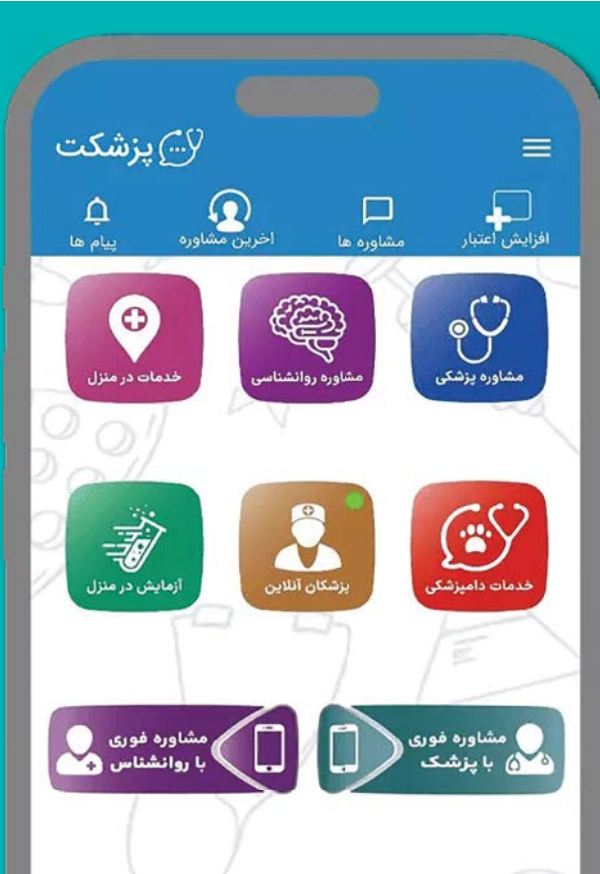 پزشکت
افزایش اعتبار
مشاوره ها
اخرین مشاوره
پیام ها
مشاوره پزشکی
مشاوره روانشناسی
خدمات در منزل
خدمات دامپزشکی
پزشکان آنلاین
آزمایش در منزل
مشاوره فوری
با پزشک
مشاوره فوری
با روانشناس